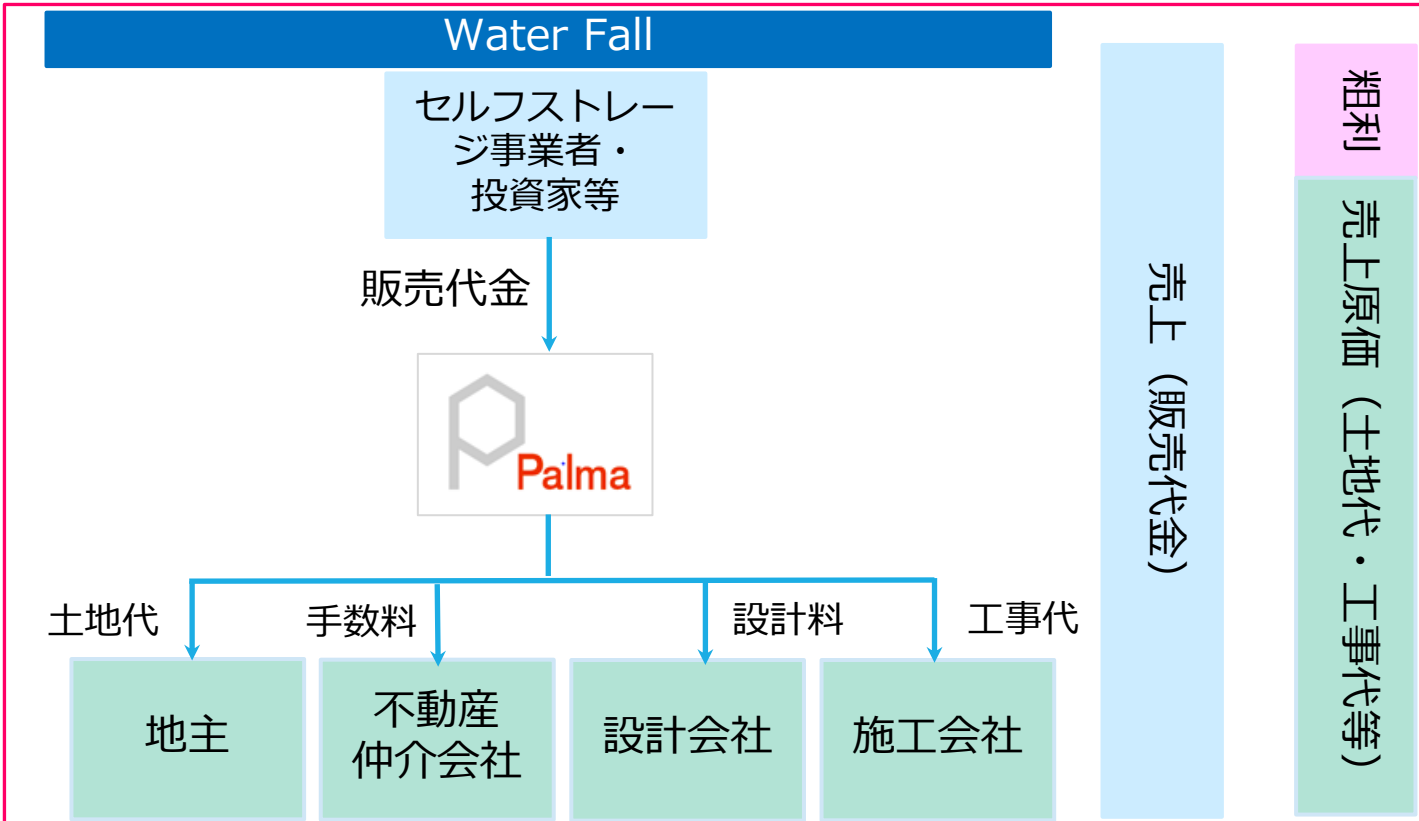 Water Fall
セルフストレー
ジ事業者・
投資家等
販売代金
Palma
土地代
手数料
設計料
工事代
地主
不動産
仲介会社
設計会社
施工会社
売上（販売代金）
粗利
売上原価（土地代・工事代等）